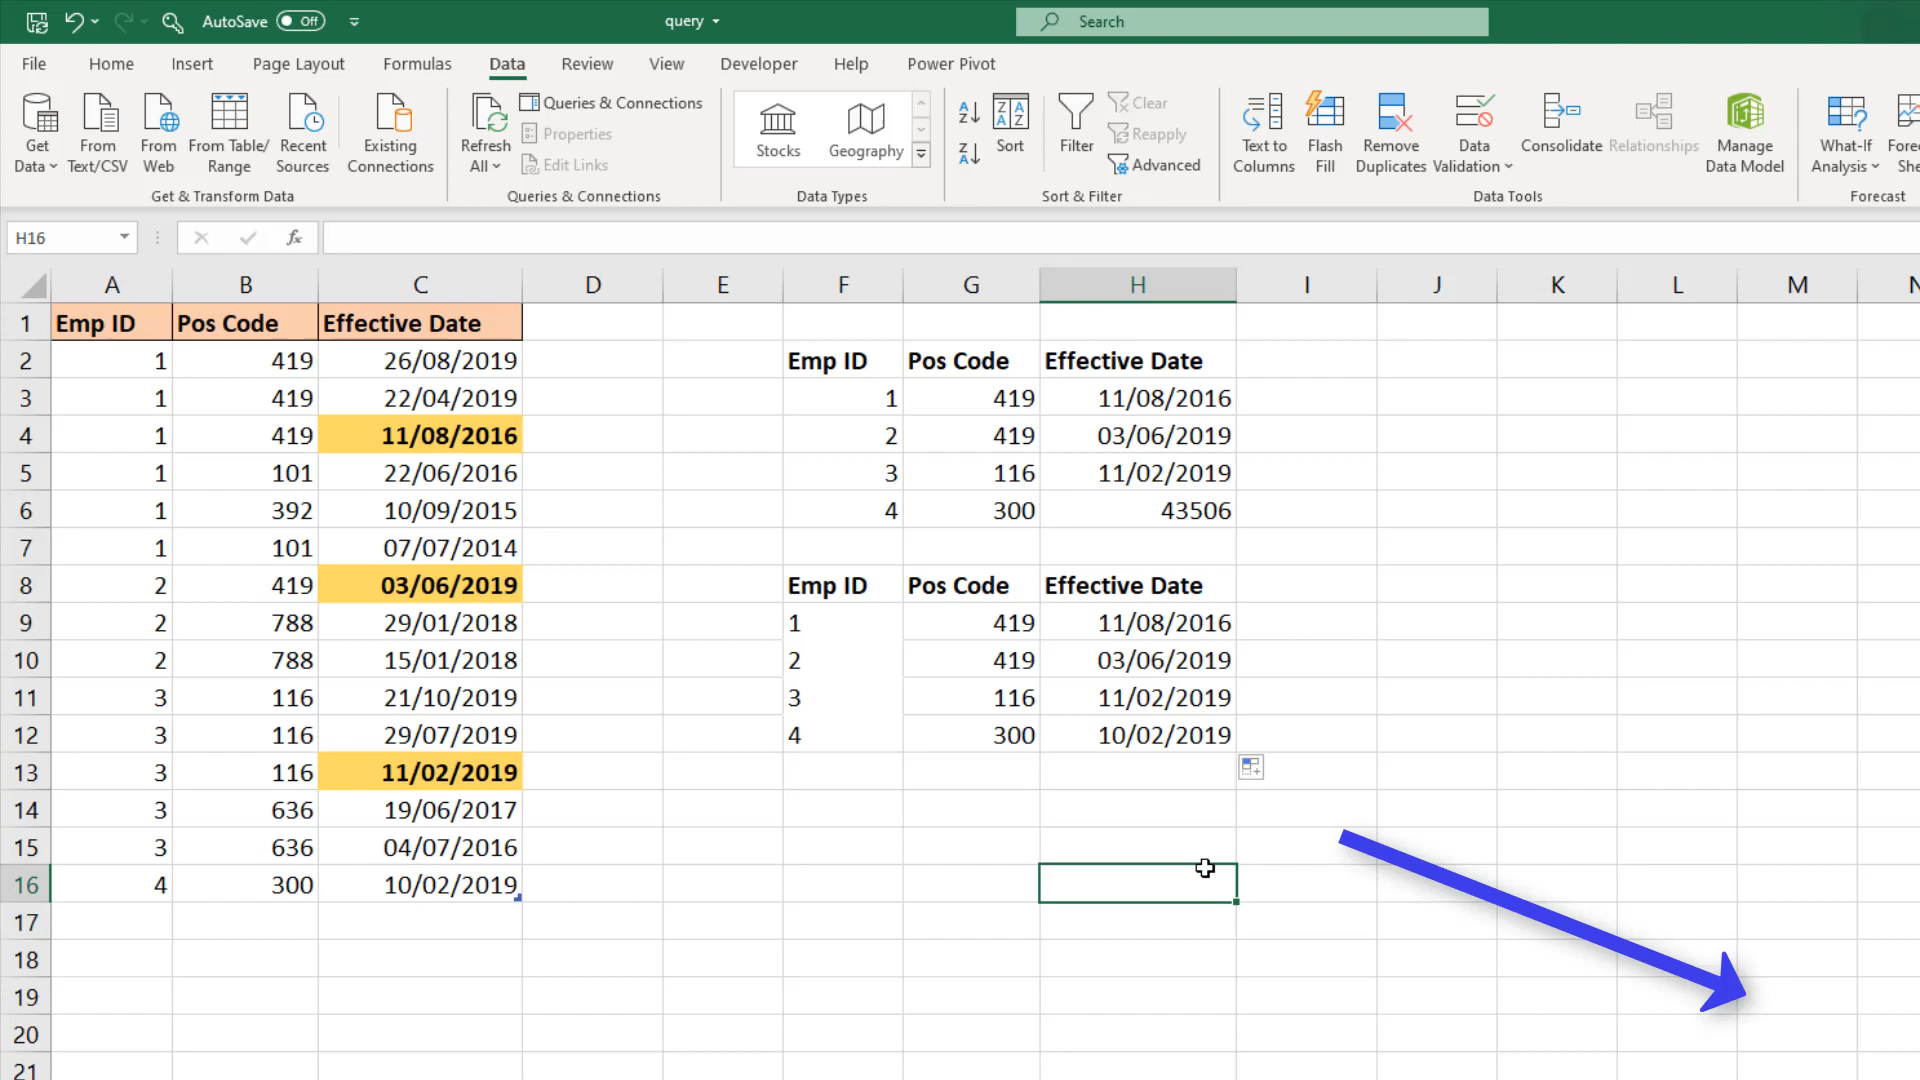 AutoSave Off query Search
File Home Insert Page Layout Formulas Data Review View Developer Help Power Pivot
Get Data
From Text/CSV
From Web
From Table/ Range
Recent Sources
Existing Connections
Get & Transform Data
Refresh All
Queries & Connections
Properties
Edit Links
Queries & Connections
Stocks
Geography
Data Types
Sort
Filter
Clear
Reapply
Advanced
Sort & Filter
Text to Columns
Flash Fill
Remove Duplicates
Data Validation
Consolidate
Relationships
Manage Data Model
Data Tools
What-If Analysis
Fore
She
Forecast
H16 fx
A B C D E F G H I J K L M N
1 Emp ID Pos Code Effective Date
2 1 419 26/08/2019 Emp ID Pos Code Effective Date
3 1 419 22/04/2019 1 419 11/08/2016
4 1 419 11/08/2016 2 419 03/06/2019
5 1 101 22/06/2016 3 116 11/02/2019
6 1 392 10/09/2015 4 300 43506
7 1 101 07/07/2014
8 2 419 03/06/2019 Emp ID Pos Code Effective Date
9 2 788 29/01/2018 1 419 11/08/2016
10 2 788 15/01/2018 2 419 03/06/2019
11 3 116 21/10/2019 3 116 11/02/2019
12 3 116 29/07/2019 4 300 10/02/2019
13 3 116 11/02/2019
14 3 636 19/06/2017
15 3 636 04/07/2016
16 4 300 10/02/2019
17
18
19
20
21